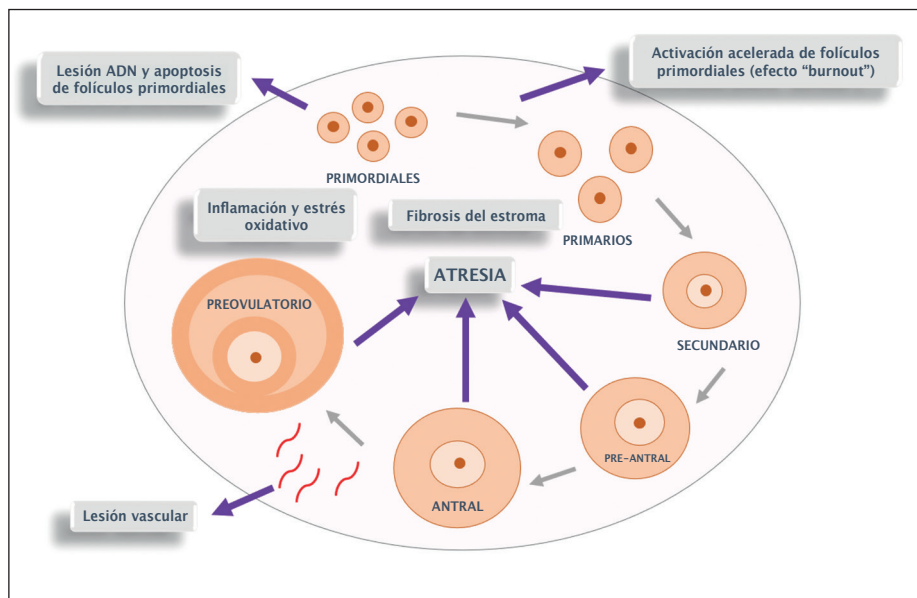 Lesión ADN y apoptosis
de folículos primordiales
Activación acelerada de folículos
primordiales (efecto “burnout”)
PRIMORDIALES
PRIMARIOS
Inflamación y estrés
oxidativo
Fibrosis del estroma
ATRESIA
PREOVULATORIO
SECUNDARIO
PRE-ANTRAL
ANTRAL
Lesión vascular